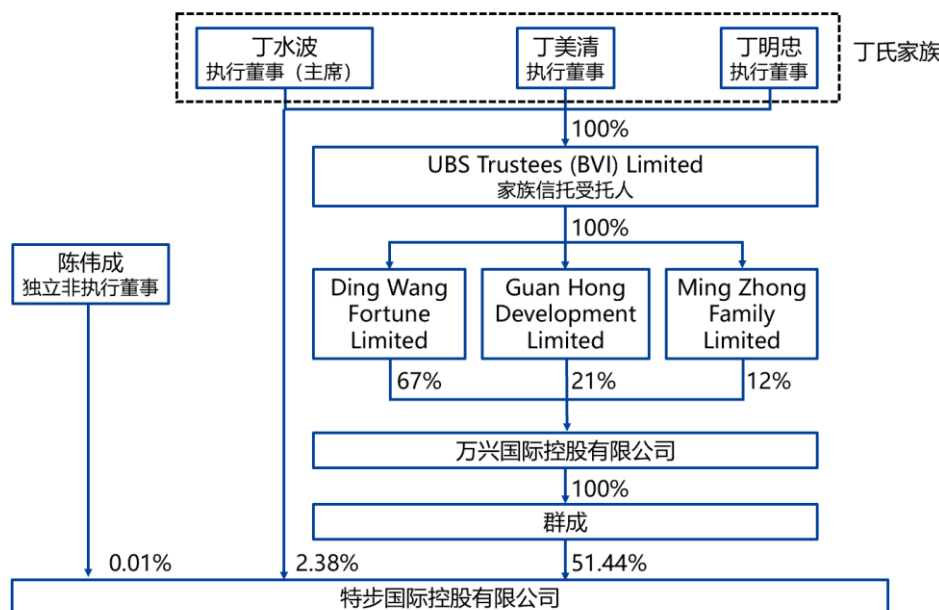 丁水波
执行董事（主席）
丁美清
执行董事
丁明忠
执行董事
丁氏家族
100%
UBS Trustees (BVI) Limited
家族信托受托人
100%
陈伟成
独立非执行董事
Ding Wang
Fortune
Limited
Guan Hong
Development
Limited
Ming Zhong
Family
Limited
67%
21%
12%
万兴国际控股有限公司
100%
群成
0.01%
2.38%
51.44%
特步国际控股有限公司